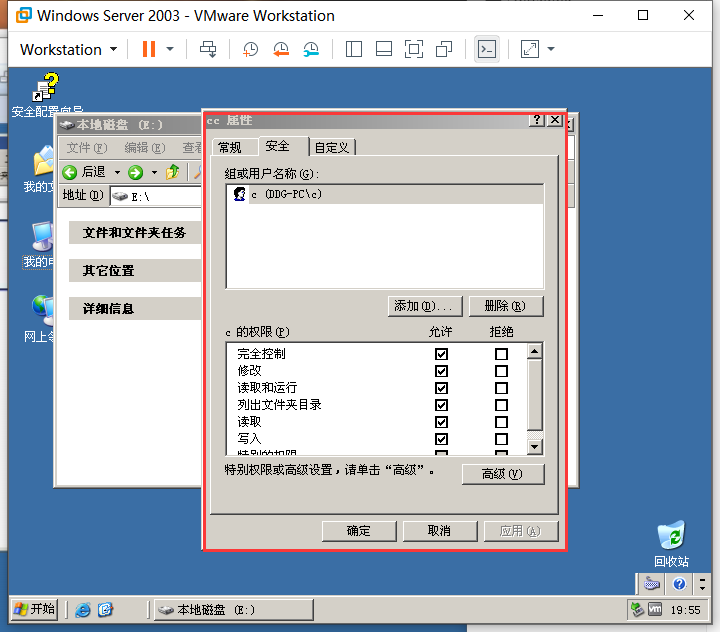 Windows Server 2003 - VMware Workstation
Workstation
安全配置向导
本地磁盘 (E:)
文件(F) 编辑(E) 查看
后退
地址(D) E:\
文件和文件夹任务
其它位置
详细信息
我的文
我的电
网上邻
cc 属性
常规 安全 自定义
组或用户名称(G):
c (DDG-PC\c)
添加(D)... 删除(R)
c 的权限(P) 允许 拒绝
完全控制
修改
读取和运行
列出文件夹目录
读取
写入
特别的权限
特别权限或高级设置，请单击“高级”。
高级(V)
确定 取消 应用(A)
回收站
开始 本地磁盘 (E:) 19:55